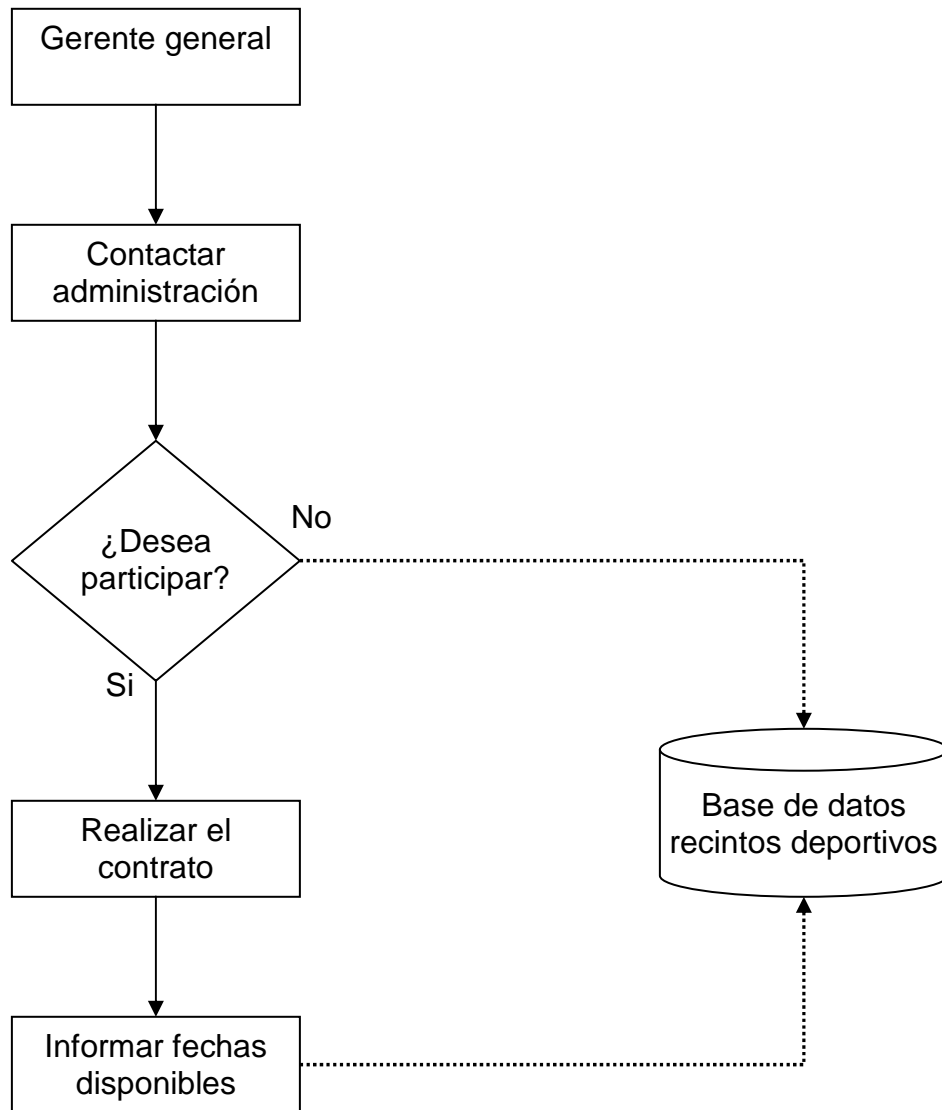 Gerente general
Contactar
administración
No
¿Desea
participar?
Si
Base de datos
recintos deportivos
Realizar el
contrato
Informar fechas
disponibles